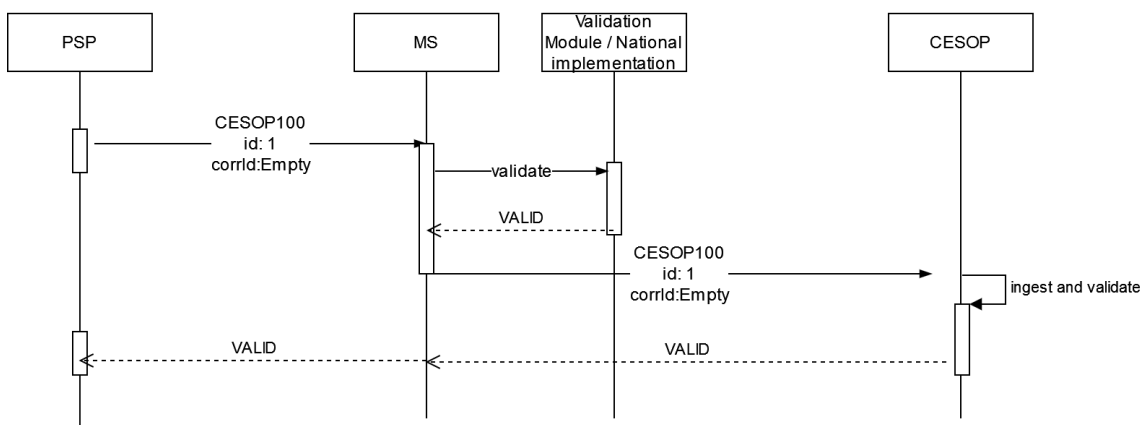 PSP
MS
Validation
Module / National
implementation
CESOP
CESOP100
id: 1
corrId:Empty
validate
VALID
CESOP100
id: 1
corrId:Empty
ingest and validate
VALID
VALID